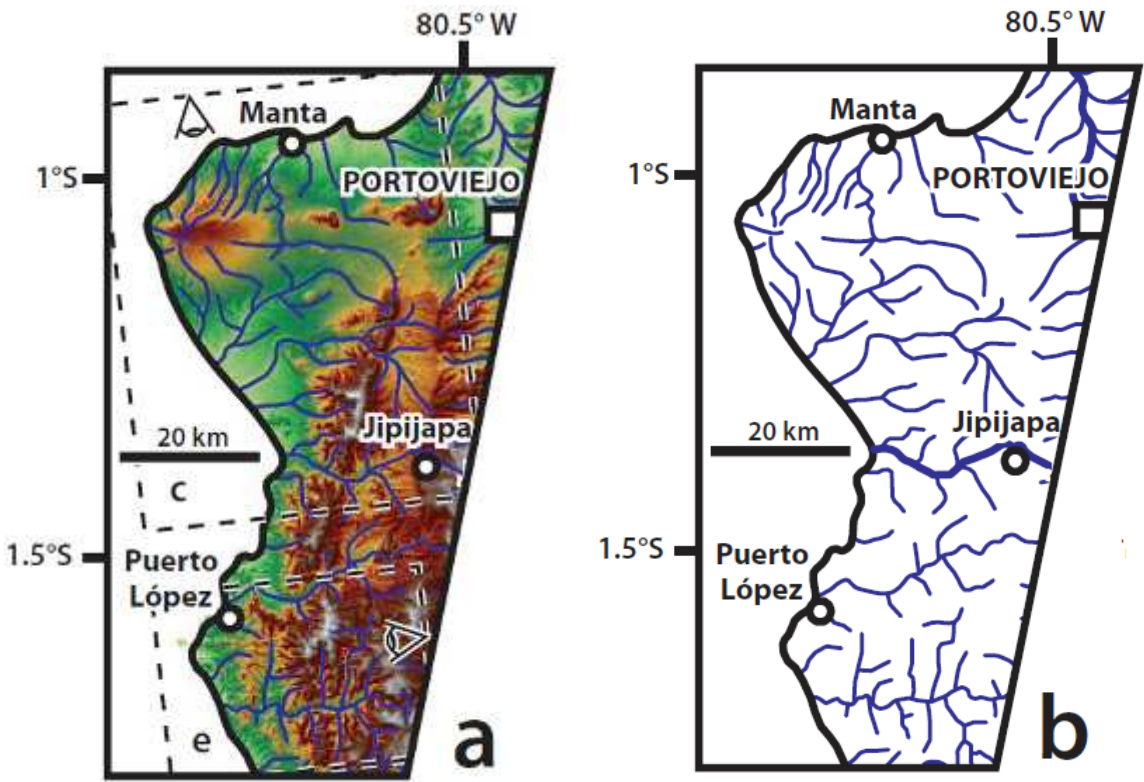 80.5° W
Manta
1°S
PORTOVIEJO
20 km
Jipijapa
c
1.5°S
Puerto
López
e
a
80.5° W
Manta
1°S
PORTOVIEJO
20 km
Jipijapa
1.5°S
Puerto
López
b